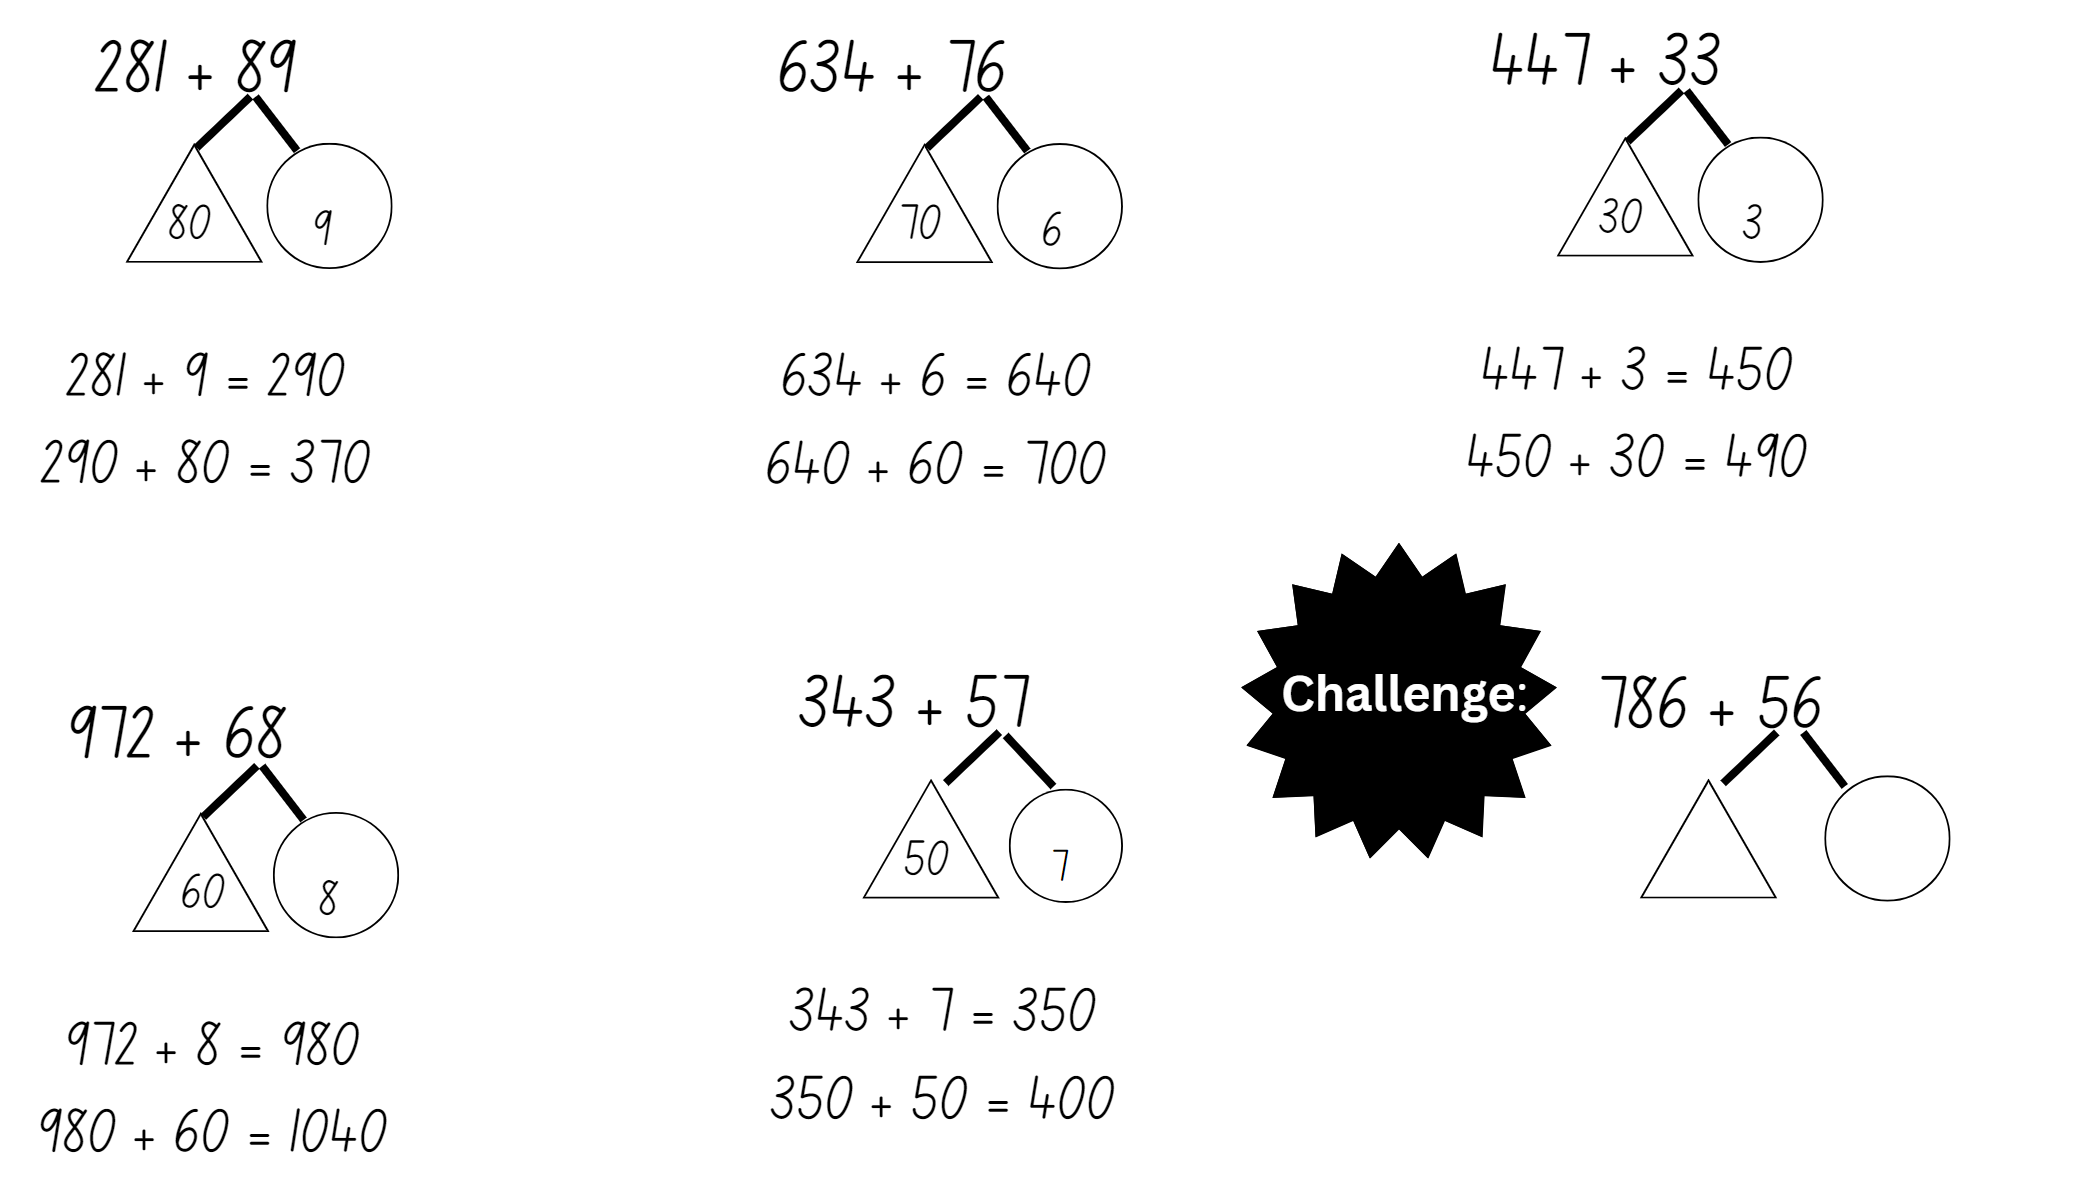 281 + 89
80
9
281 + 9 = 290
290 + 80 = 370
634 + 76
70
6
634 + 6 = 640
640 + 60 = 700
447 + 33
30
3
447 + 3 = 450
450 + 30 = 490
972 + 68
60
8
972 + 8 = 980
980 + 60 = 1040
343 + 57
50
7
343 + 7 = 350
350 + 50 = 400
Challenge:
786 + 56